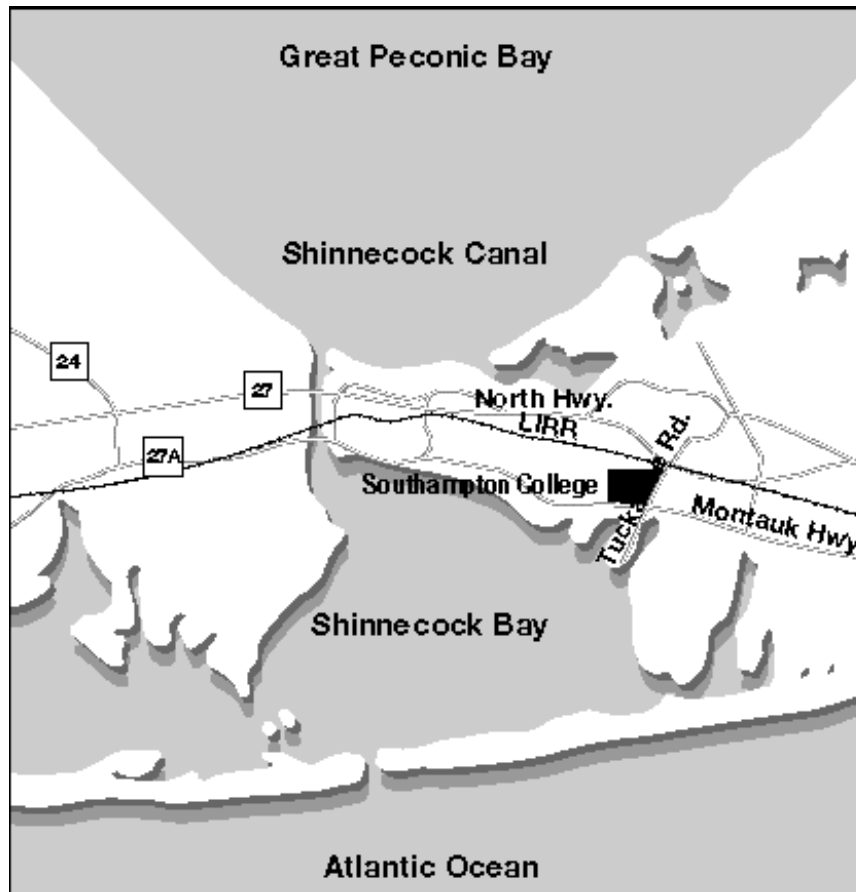 Great Peconic Bay
Shinnecock Canal
24
27
North Hwy.
LIRR
27A
Southampton College
Rd.
Montauk Hwy
Shinnecock Bay
Atlantic Ocean